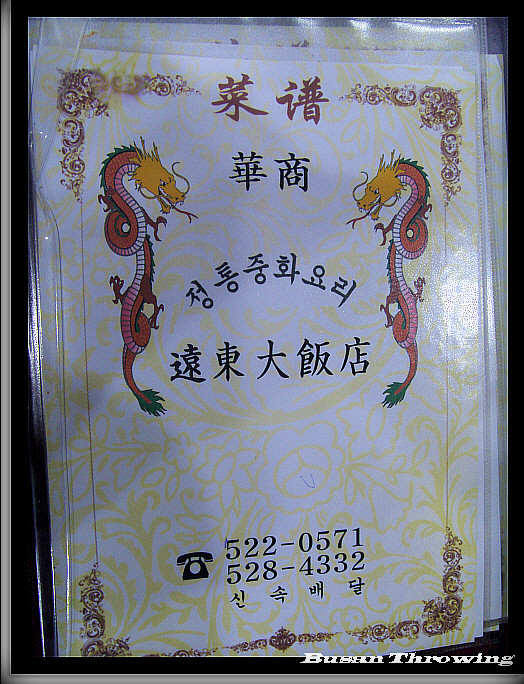 菜谱
華商
정통중화요리
遠東大飯店
☎ 522-0571
528-4332
신속배달
Busan Throwing